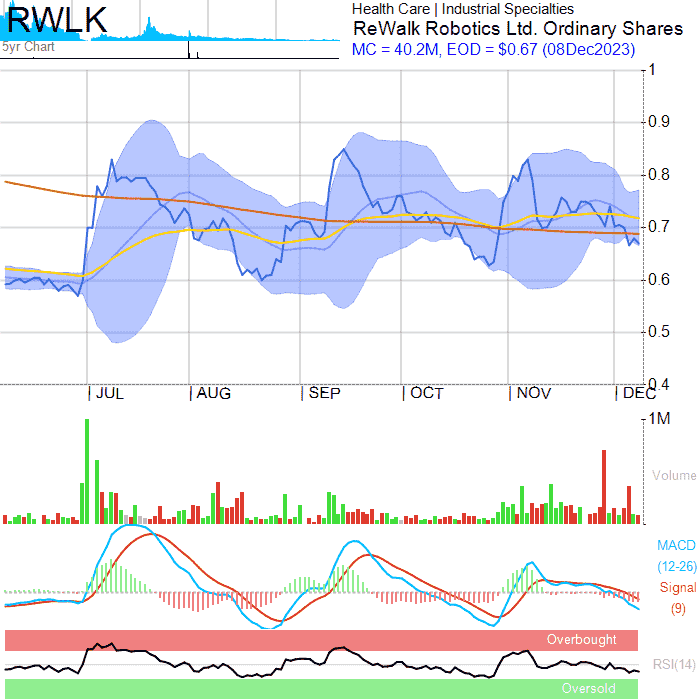 RWLK
Health Care | Industrial Specialties
ReWalk Robotics Ltd. Ordinary Shares
5yr Chart
MC = 40.2M, EOD = $0.67 (08Dec2023)
1
0.9
0.8
0.7
0.6
0.5
0.4
JUL AUG SEP OCT NOV DEC
1M
Volume
MACD
(12-26)
Signal
(9)
Overbought
RSI(14)
Oversold